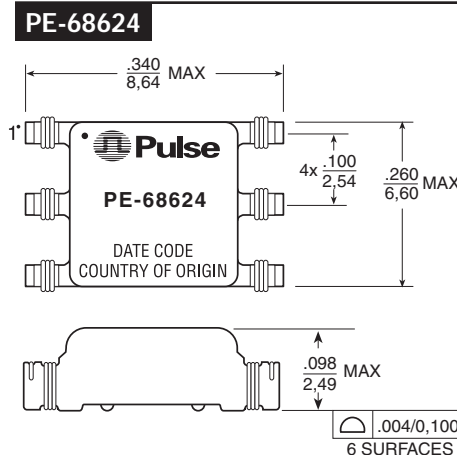 PE-68624
.340
8,64
MAX
1
Pulse
4x .100
2,54
.260
6,60
MAX
PE-68624
DATE CODE
COUNTRY OF ORIGIN
.098
2,49
MAX
.004/0,100
6 SURFACES